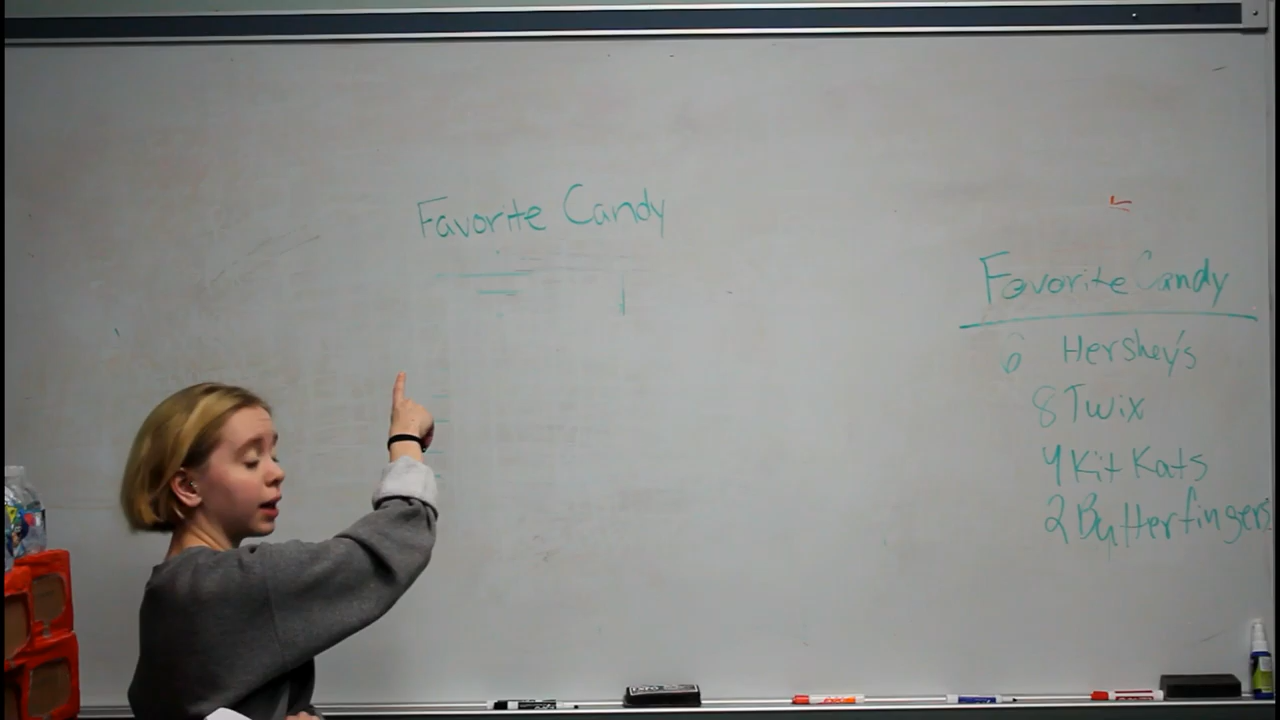 Favorite Candy
Favorite Candy
6 Hershey's
8 Twix
4 Kit Kats
2 Butterfingers